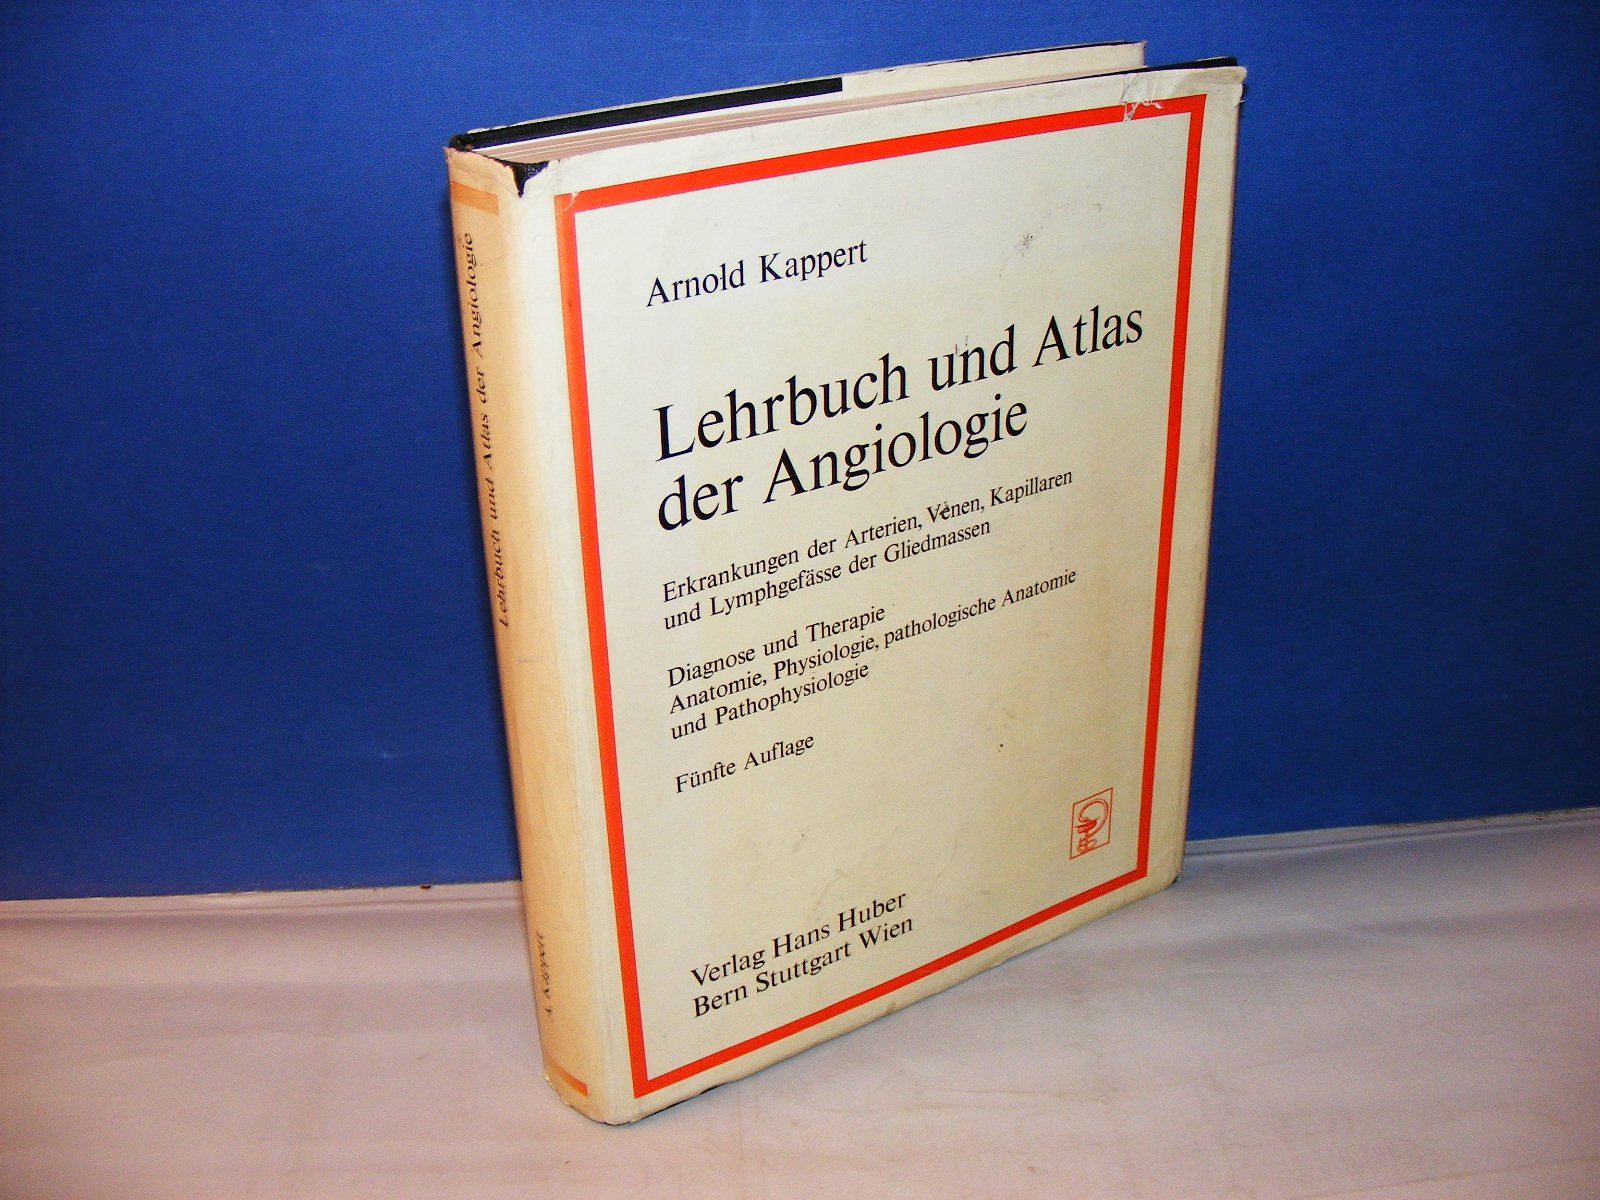 Arnold Kappert
Lehrbuch und Atlas
der Angiologie
Erkrankungen der Arterien, Venen, Kapillaren
und Lymphgefässe der Gliedmassen
Diagnose und Therapie
Anatomie, Physiologie, pathologische Anatomie
und Pathophysiologie
Fünfte Auflage
Verlag Hans Huber
Bern Stuttgart Wien
Lehrbuch und Atlas der Angiologie
A. Kappert